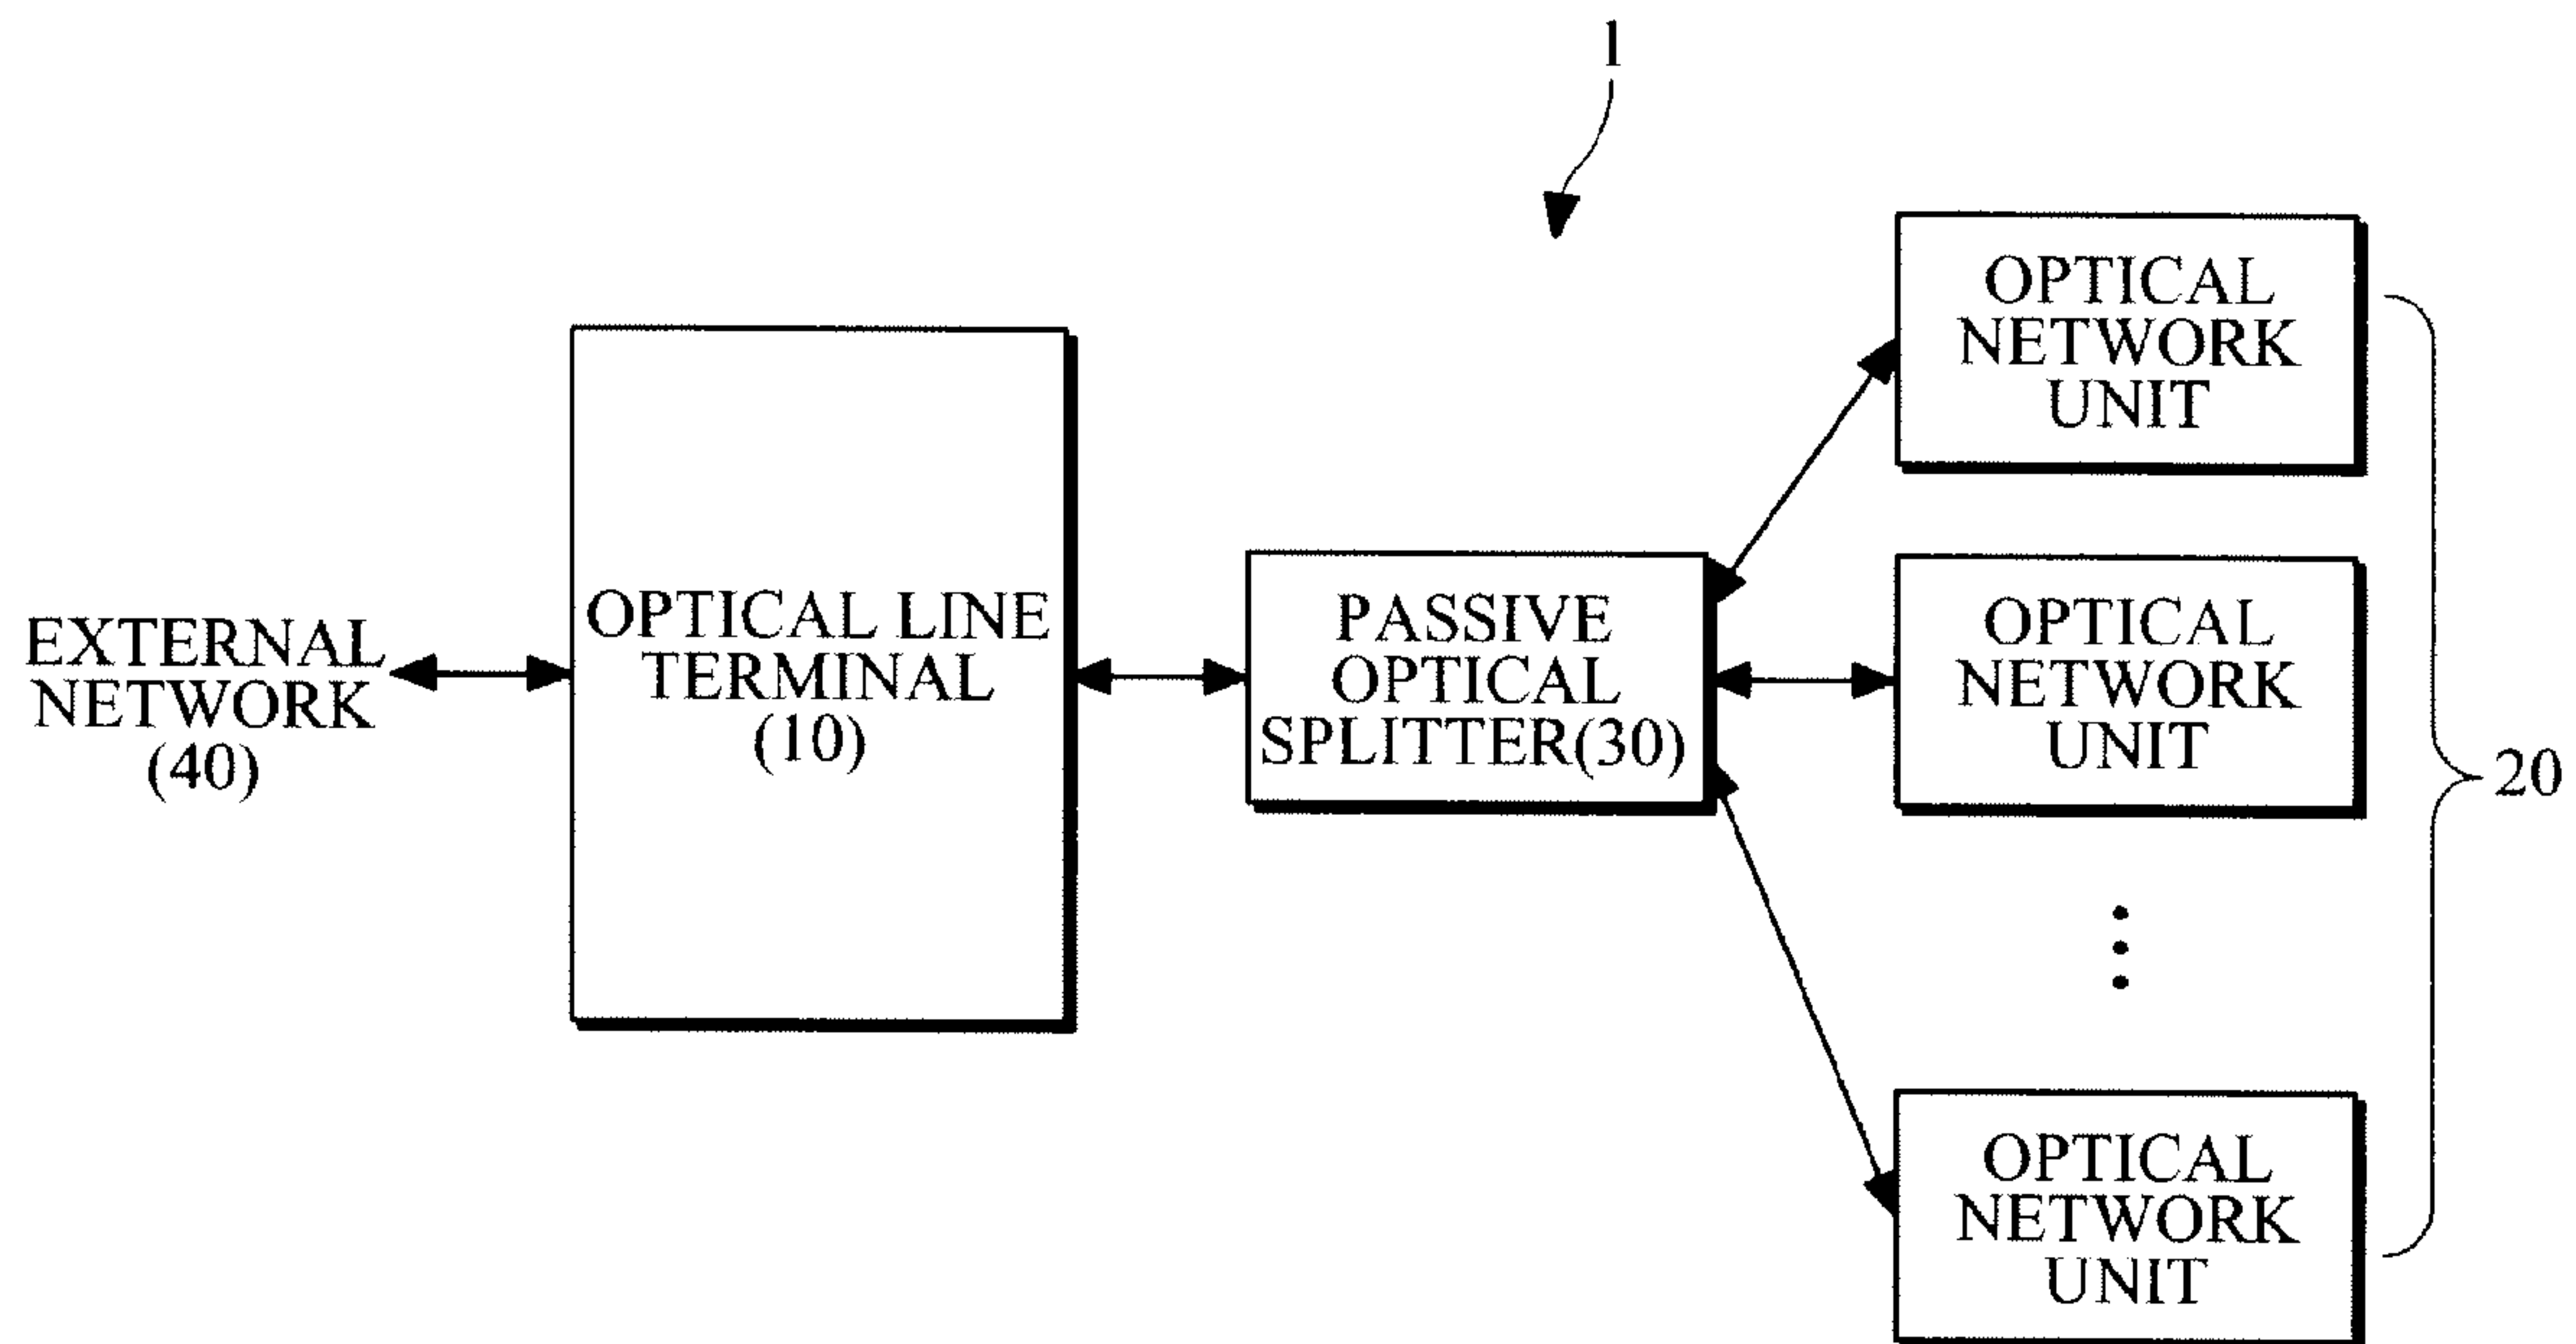 1
EXTERNAL
NETWORK
(40)
OPTICAL LINE
TERMINAL
(10)
PASSIVE
OPTICAL
SPLITTER(30)
OPTICAL
NETWORK
UNIT
OPTICAL
NETWORK
UNIT
OPTICAL
NETWORK
UNIT
20